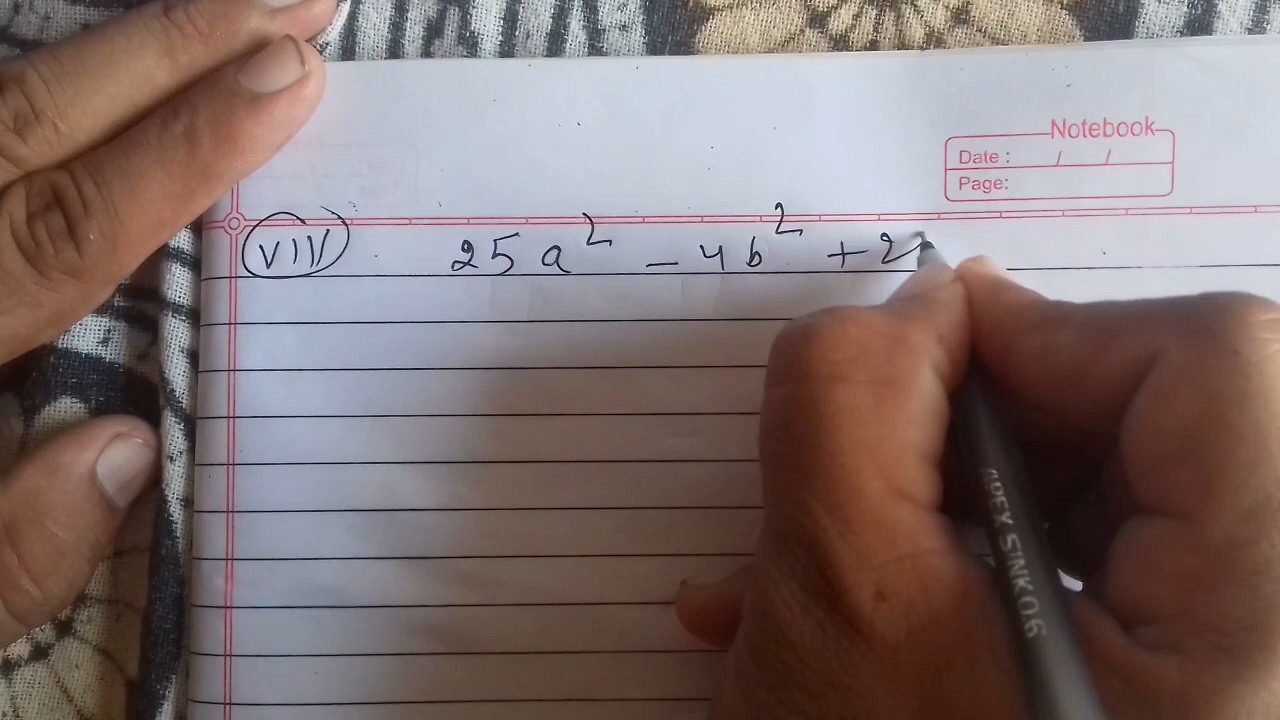 Notebook
Date : / /
Page:
VIII 25a² - 4b² + 2
APEX SINK 0.6